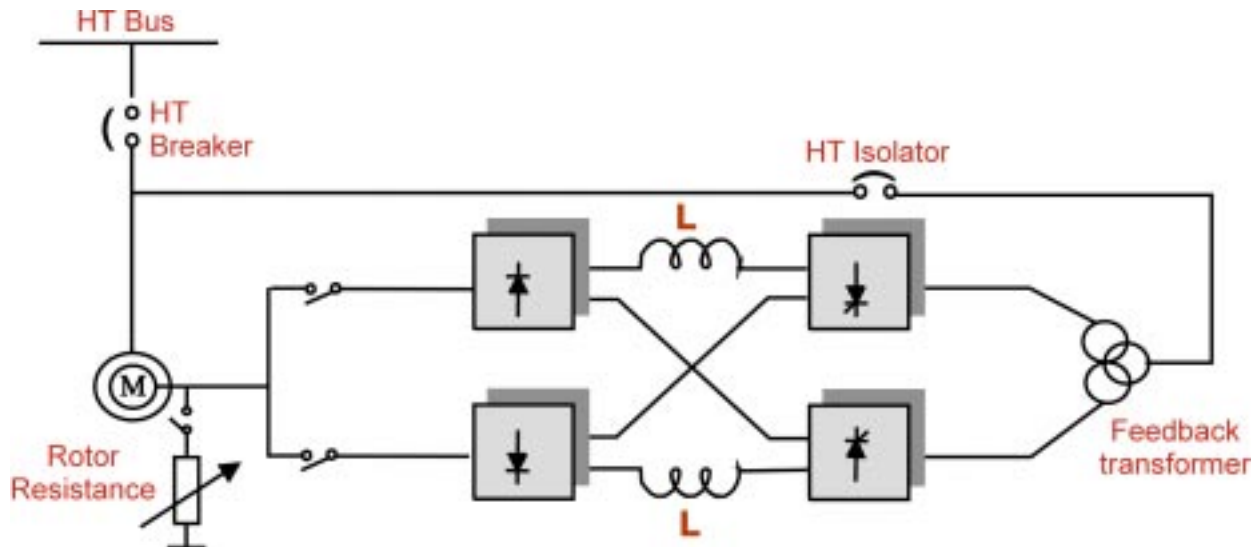 HT Bus
HT
Breaker
HT Isolator
L
M
Rotor
Resistance
L
Feedback
transformer